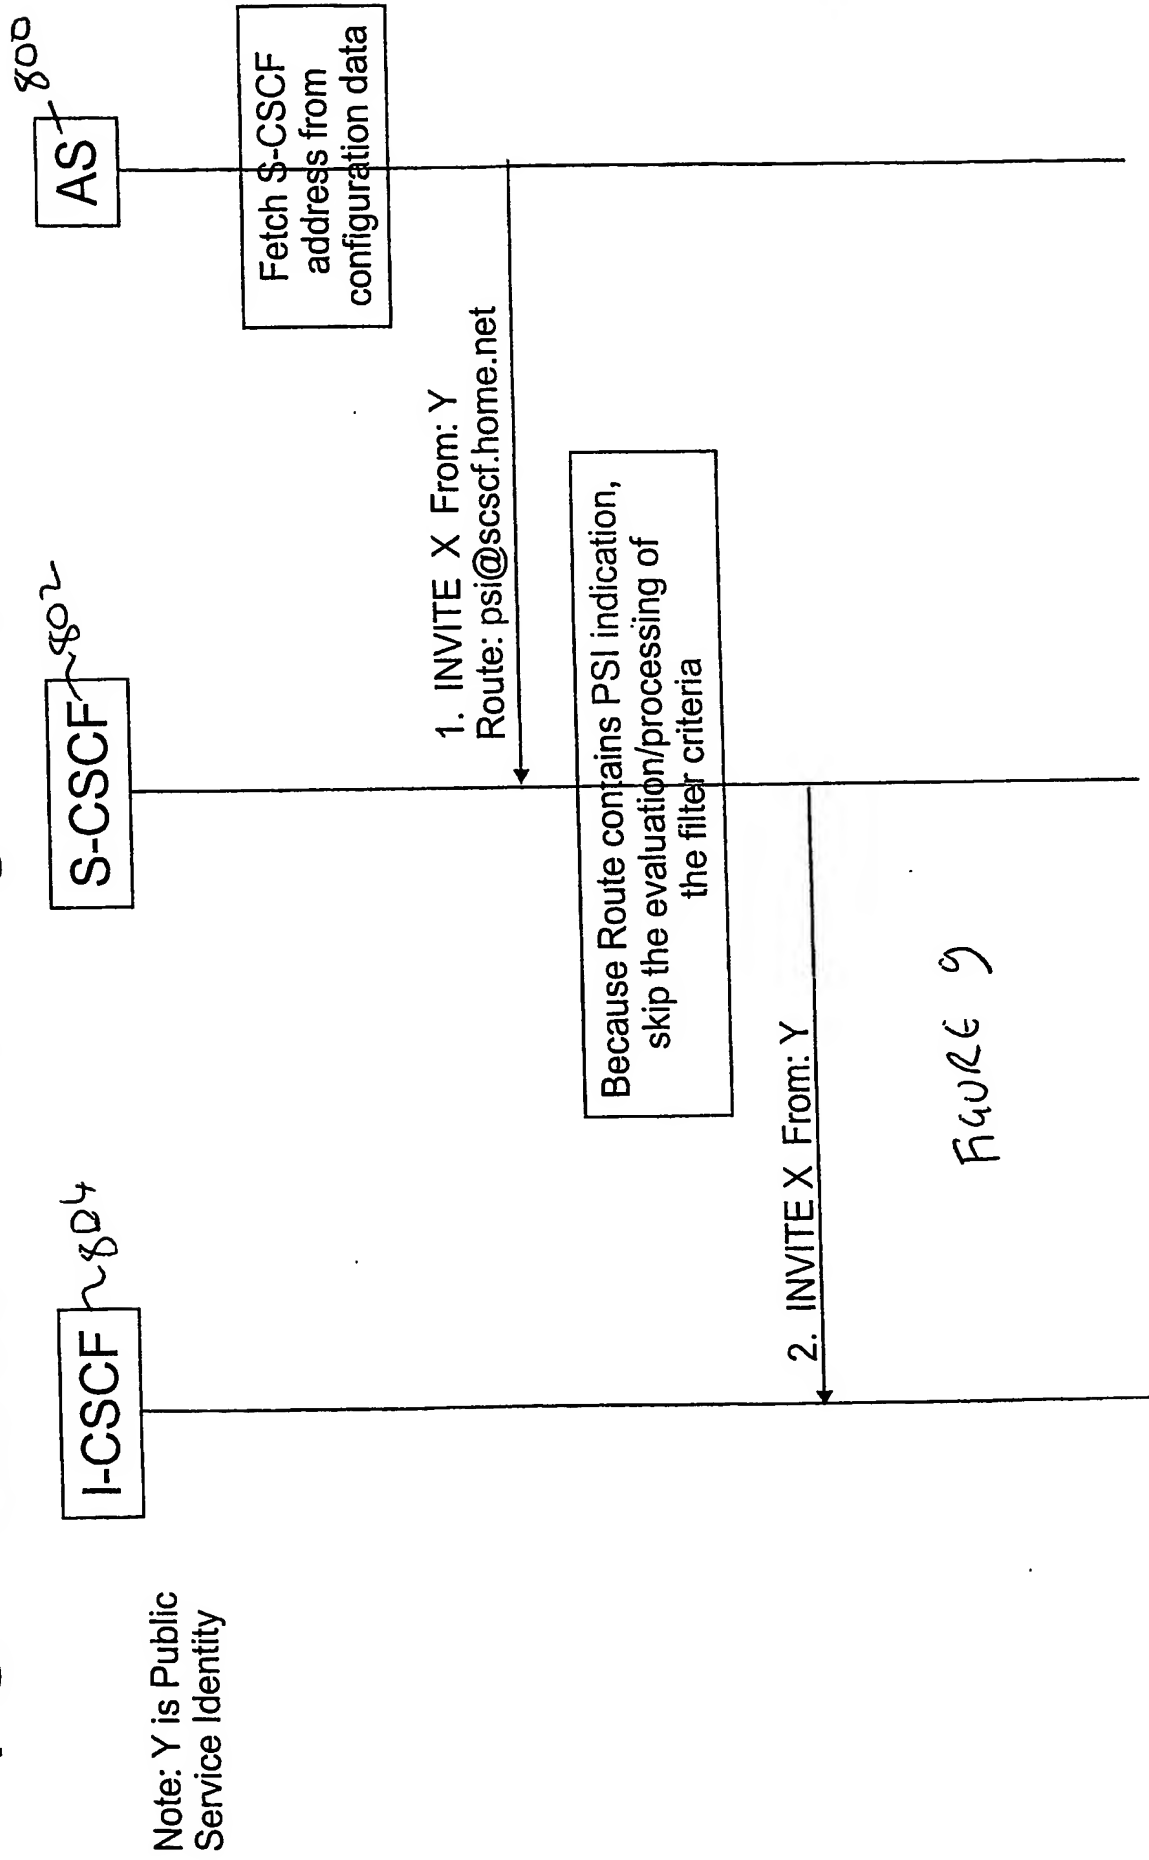 Note: Y is Public
Service Identity
I-CSCF
804
S-CSCF
802
AS
800
Fetch S-CSCF
address from
configuration data
1. INVITE X From: Y
Route: psi@scscf.home.net
Because Route contains PSI indication,
skip the evaluation/processing of
the filter criteria
2. INVITE X From: Y
FIGURE 9